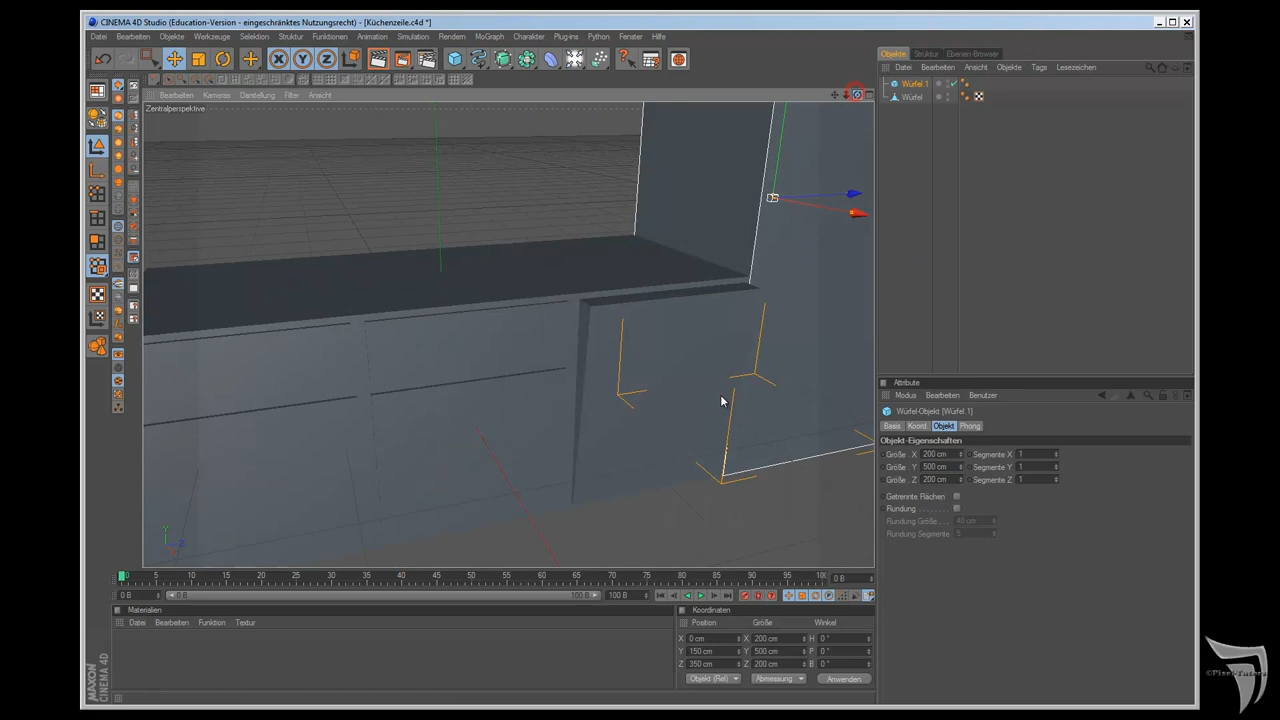 CINEMA 4D Studio (Education-Version - eingeschränktes Nutzungsrecht) - [Küchenzeile.c4d *]
Datei Bearbeiten Objekte Werkzeuge Selektion Struktur Funktionen Animation Simulation Rendern MoGraph Charakter Plug-ins Python Fenster Hilfe
X Y Z
Objekte Struktur Ebenen-Browser
Datei Bearbeiten Ansicht Objekte Tags Lesezeichen
Würfel.1
Würfel
Bearbeiten Kameras Darstellung Filter Ansicht
Zentralperspektive
Y
Z
Attribute
Modus Bearbeiten Benutzer
Würfel-Objekt [Würfel.1]
Basis Koord. Objekt Phong
Objekt-Eigenschaften
Größe . X 200 cm Segmente X 1
Größe . Y 500 cm Segmente Y 1
Größe . Z 200 cm Segmente Z 1
Getrennte Flächen
Rundung . . . . . . .
Rundung Größe . . . 40 cm
Rundung Segmente 5
0 5 10 15 20 25 30 35 40 45 50 55 60 65 70 75 80 85 90 95 0 B
0 B 0 B 100 B 100 B
Materialien
Datei Bearbeiten Funktion Textur
Koordinaten
Position Größe Winkel
X 0 cm X 200 cm H 0 °
Y 150 cm Y 500 cm P 0 °
Z 350 cm Z 200 cm B 0 °
Objekt (Rel) Abmessung Anwenden
MAXON CINEMA 4D